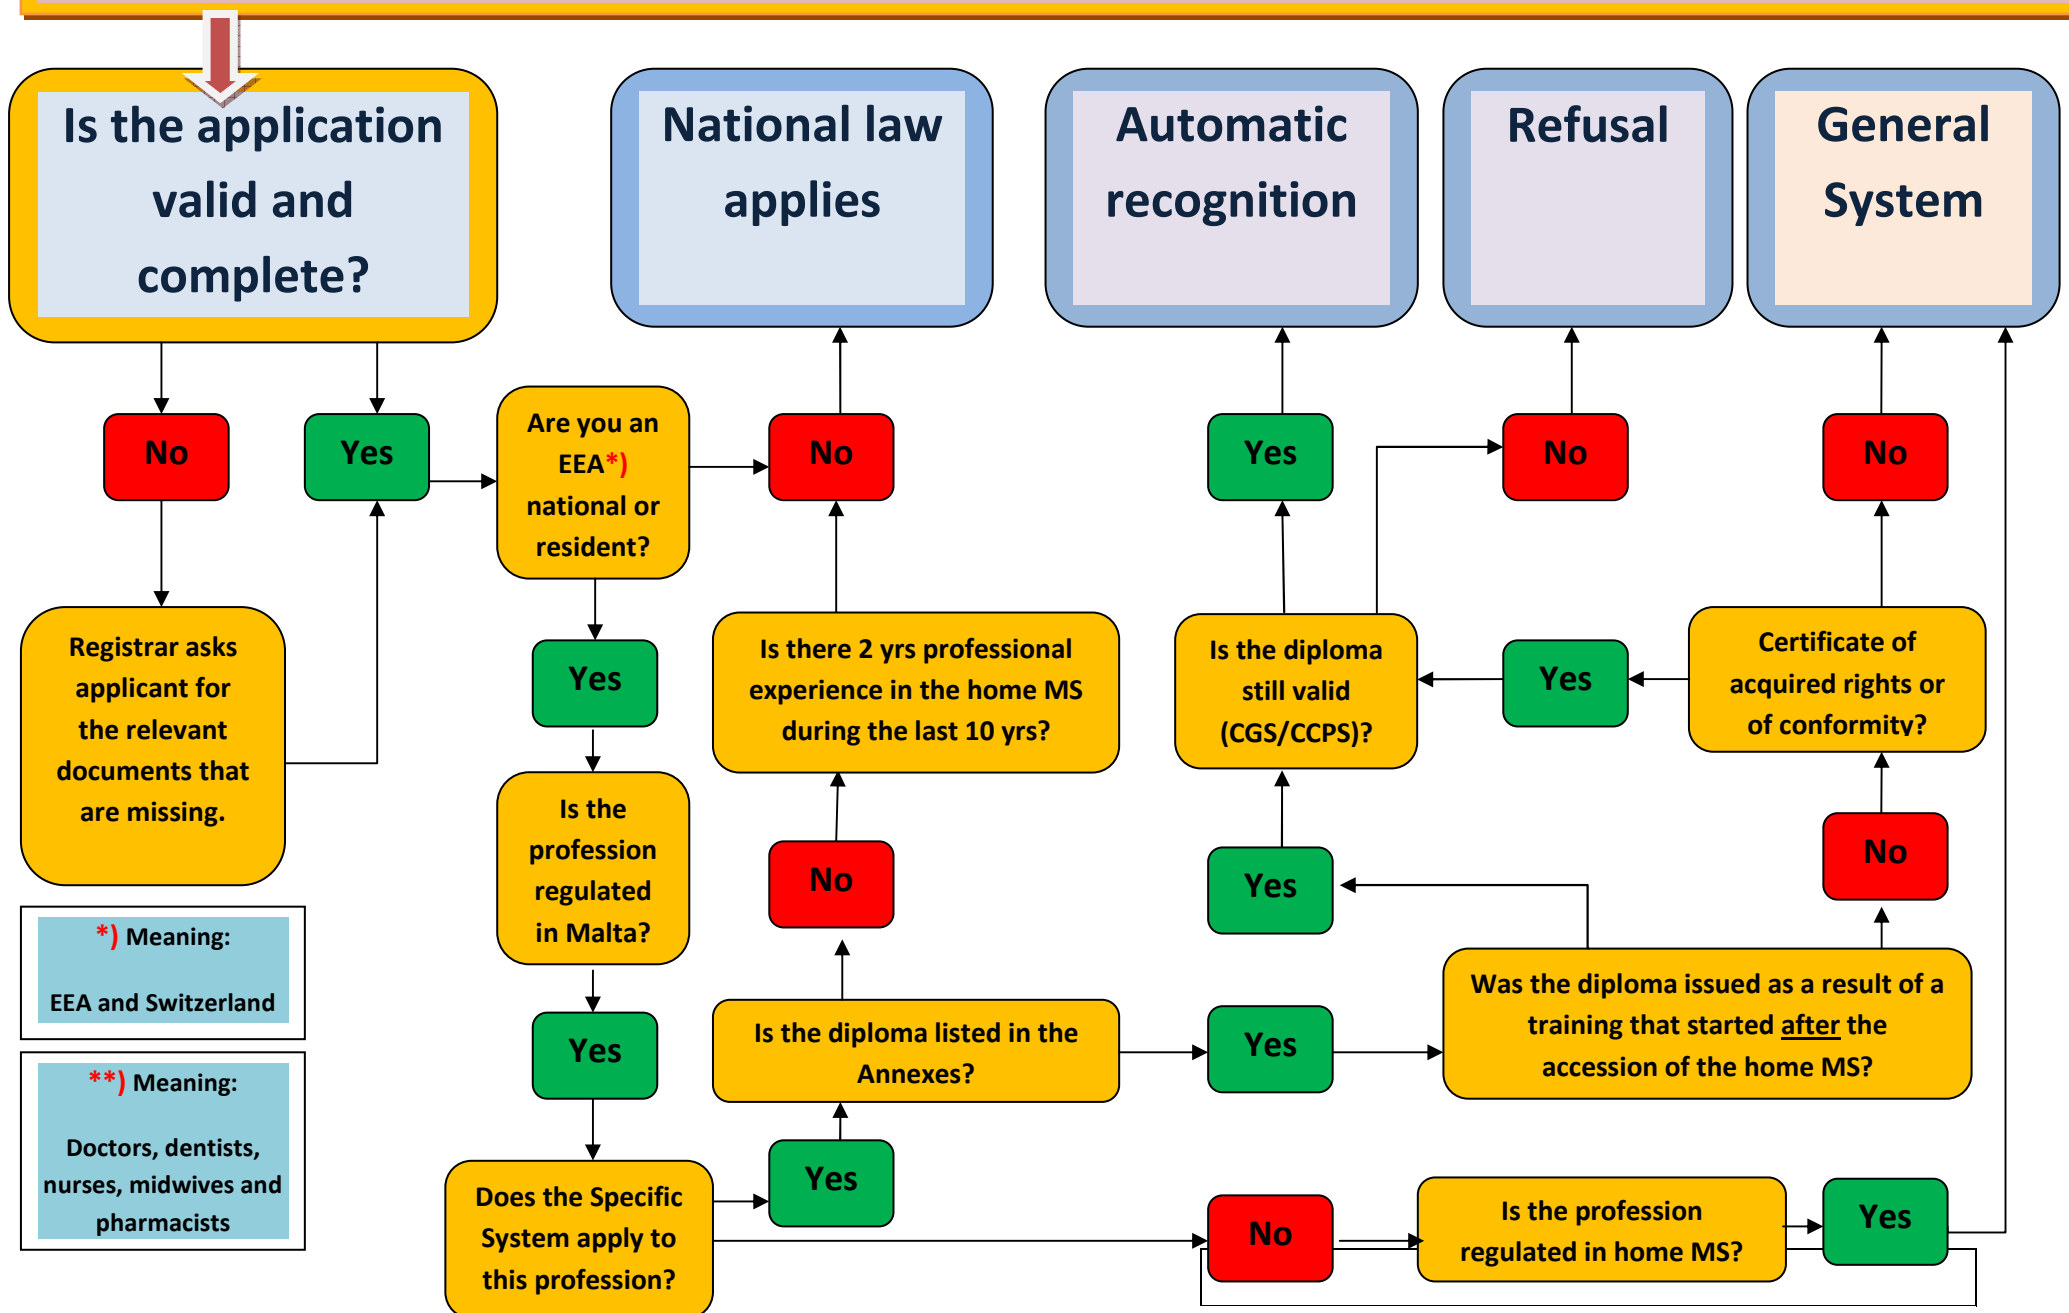 Is the application
valid and
complete?
National law
applies
Automatic
recognition
Refusal
General
System
No
Yes
Are you an
EEA*)
national or
resident?
No
Yes
No
No
Registrar asks
applicant for
the relevant
documents that
are missing.
Yes
Is there 2 yrs professional
experience in the home MS
during the last 10 yrs?
Is the diploma
still valid
(CGS/CCPS)?
Yes
Certificate of
acquired rights or
of conformity?
Is the
profession
regulated
in Malta?
No
Yes
No
*) Meaning:
EEA and Switzerland
Yes
Is the diploma listed in the
Annexes?
Yes
Was the diploma issued as a result of a
training that started after the
accession of the home MS?
**) Meaning:
Doctors, dentists,
nurses, midwives and
pharmacists
Does the Specific
System apply to
this profession?
Yes
No
Is the profession
regulated in home MS?
Yes